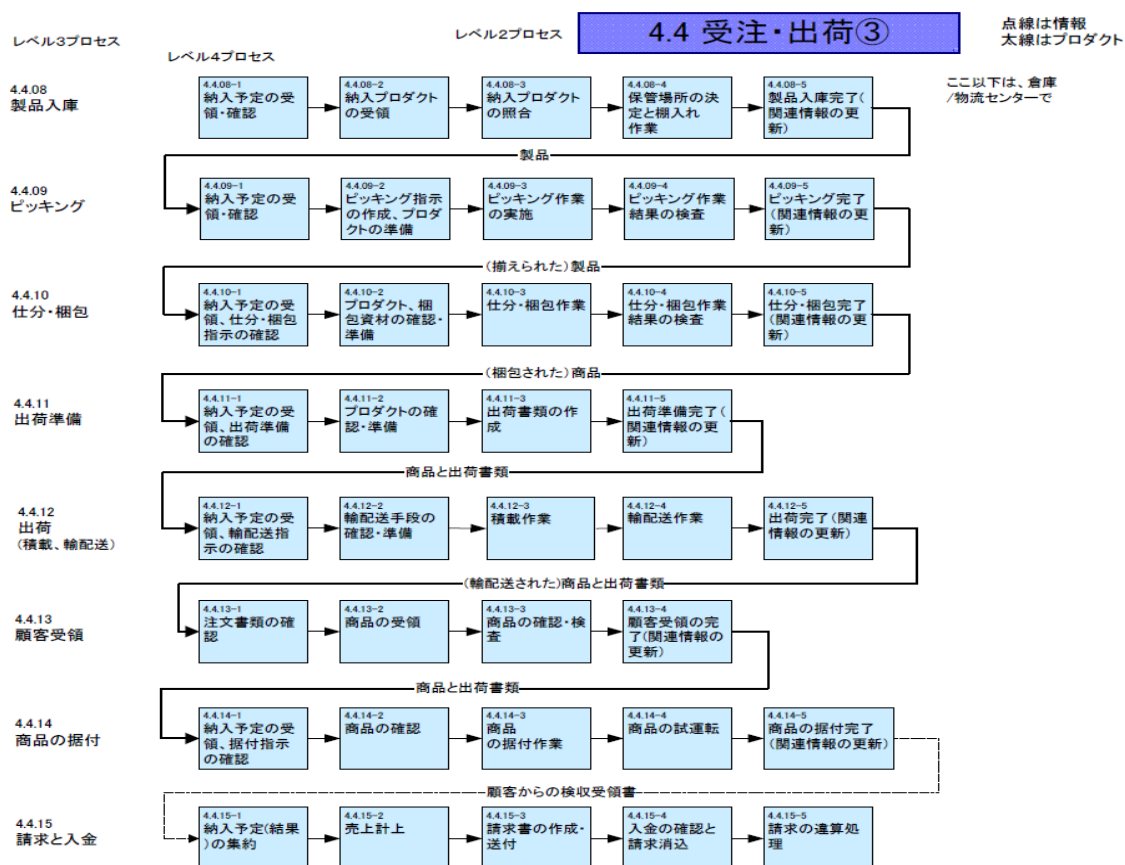 レベル3プロセス
レベル2プロセス
4.4 受注・出荷③
点線は情報
太線はプロダクト
レベル4プロセス
ここ以下は、倉庫
/物流センターで
4.4.08
製品入庫
4.4.08-1
納入予定の受
領・確認
4.4.08-2
納入プロダクト
の受領
4.4.08-3
納入プロダクト
の照合
4.4.08-4
保管場所の決
定と棚入れ
作業
4.4.08-5
製品入庫完了(
関連情報の更
新)
製品
4.4.09
ピッキング
4.4.09-1
納入予定の受
領・確認
4.4.09-2
ピッキング指示
の作成、プロダ
クトの準備
4.4.09-3
ピッキング作業
の実施
4.4.09-4
ピッキング作業
結果の検査
4.4.09-5
ピッキング完了
(関連情報の更
新)
(揃えられた)製品
4.4.10
仕分・梱包
4.4.10-1
納入予定の受
領、仕分・梱包
指示の確認
4.4.10-2
プロダクト、梱
包資材の確認・
準備
4.4.10-3
仕分・梱包作業
4.4.10-4
仕分・梱包作業
結果の検査
4.4.10-5
仕分・梱包完了
(関連情報の更
新)
(梱包された)商品
4.4.11
出荷準備
4.4.11-1
納入予定の受
領、出荷準備
の確認
4.4.11-2
プロダクトの確
認・準備
4.4.11-3
出荷書類の作
成
4.4.11-5
出荷準備完了(
関連情報の更
新)
商品と出荷書類
4.4.12
出荷
(積載、輸配送)
4.4.12-1
納入予定の受
領、輸配送指
示の確認
4.4.12-2
輸配送手段の
確認・準備
4.4.12-3
積載作業
4.4.12-4
輸配送作業
4.4.12-5
出荷完了(関連
情報の更新)
(輸配送された)商品と出荷書類
4.4.13
顧客受領
4.4.13-1
注文書類の確
認
4.4.13-2
商品の受領
4.4.13-3
商品の確認・検
査
4.4.13-4
顧客受領の完
了(関連情報の
更新)
商品と出荷書類
4.4.14
商品の据付
4.4.14-1
納入予定の受
領、据付指示
の確認
4.4.14-2
商品の確認
4.4.14-3
商品
の据付作業
4.4.14-4
商品の試運転
4.4.14-5
商品の据付完了
(関連情報の更新)
顧客からの検収受領書
4.4.15
請求と入金
4.4.15-1
納入予定(結果
)の集約
4.4.15-2
売上計上
4.4.15-3
請求書の作成・
送付
4.4.15-4
入金の確認と
請求消込
4.4.15-5
請求の違算処
理